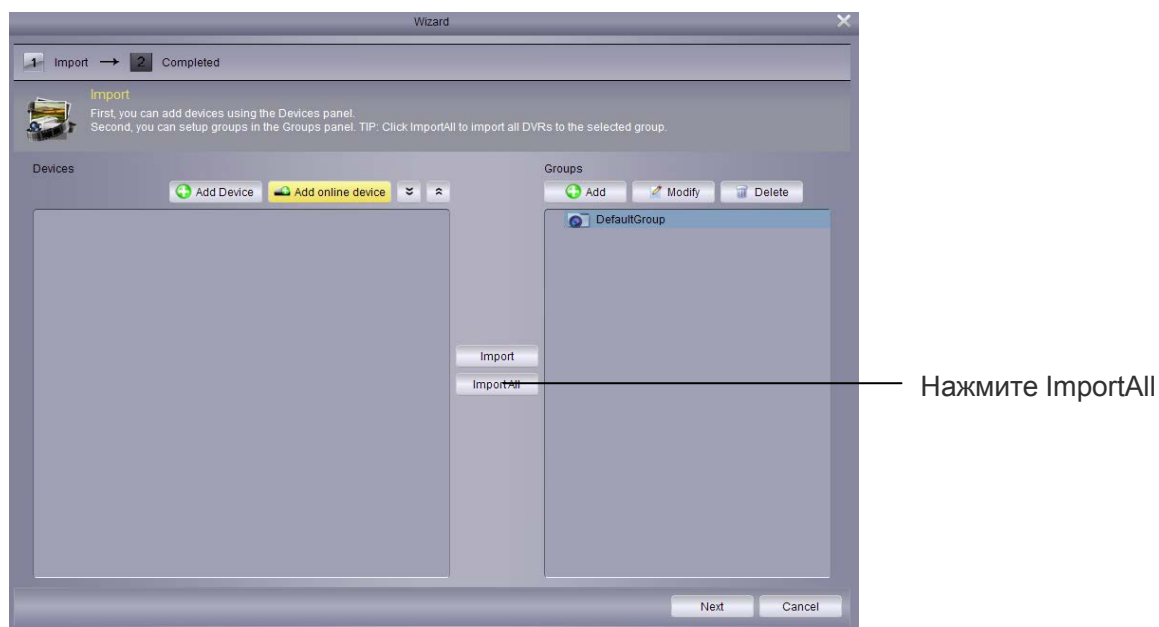 Wizard
1 Import → 2 Completed
Import
First, you can add devices using the Devices panel.
Second, you can setup groups in the Groups panel. TIP: Click ImportAll to import all DVRs to the selected group.
Devices
Groups
Add Device Add online device
Add Modify Delete
DefaultGroup
Import
ImportAll
Нажмите ImportAll
Next Cancel